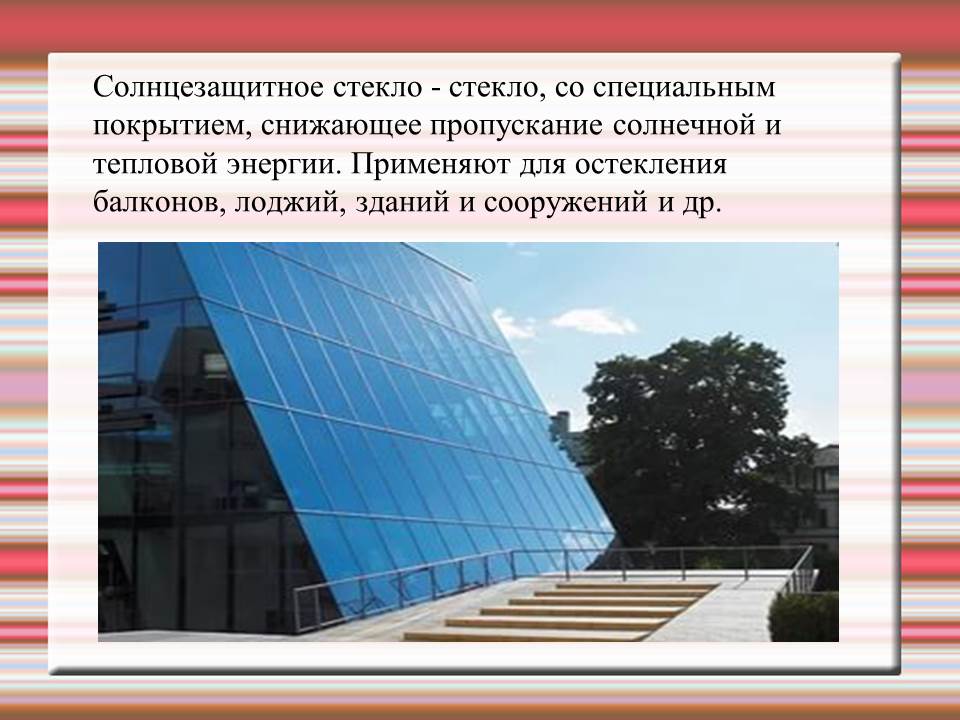 Солнцезащитное стекло - стекло, со специальным
покрытием, снижающее пропускание солнечной и
тепловой энергии. Применяют для остекления
балконов, лоджий, зданий и сооружений и др.